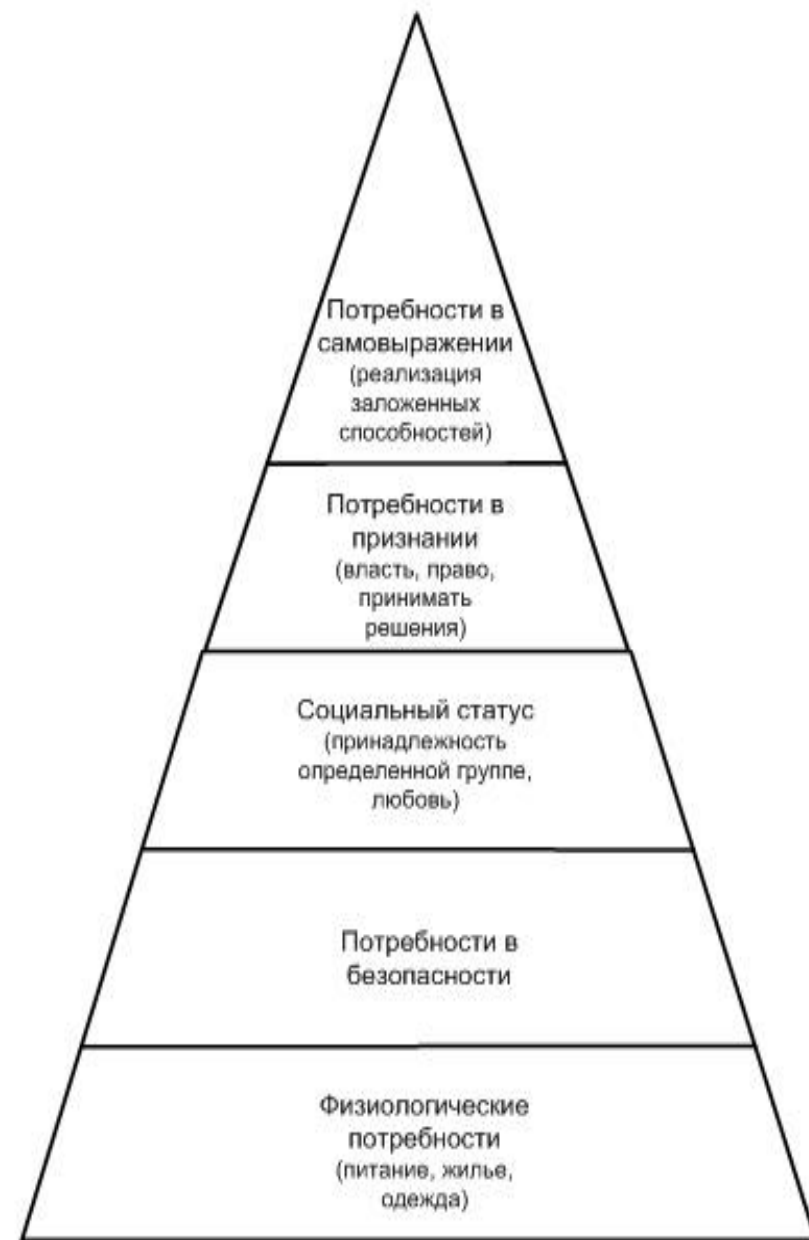 Потребности в
самовыражении
(реализация
заложенных
способностей)
Потребности в
признании
(власть, право,
принимать
решения)
Социальный статус
(принадлежность
определенной группе,
любовь)
Потребности в
безопасности
Физиологические
потребности
(питание, жилье,
одежда)